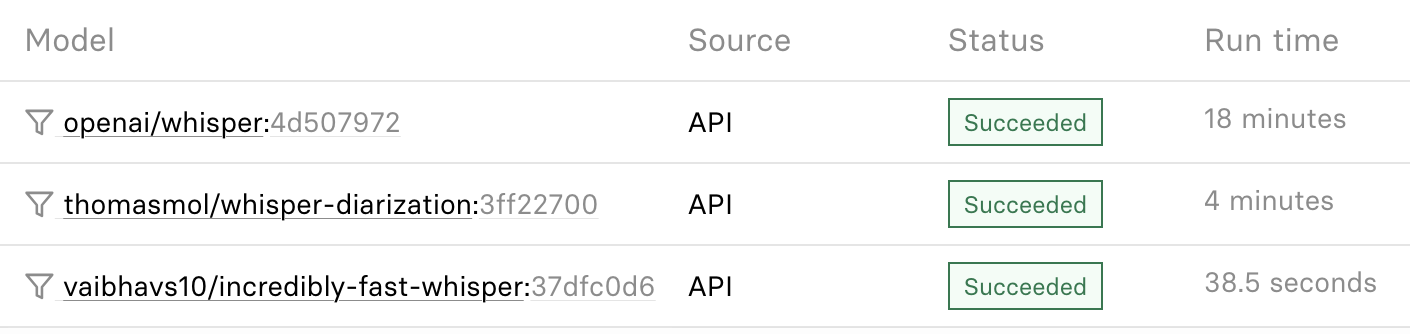 Model Source Status Run time
openai/whisper:4d507972 API Succeeded 18 minutes
thomasmol/whisper-diarization:3ff22700 API Succeeded 4 minutes
vaibhavs10/incredibly-fast-whisper:37dfc0d6 API Succeeded 38.5 seconds